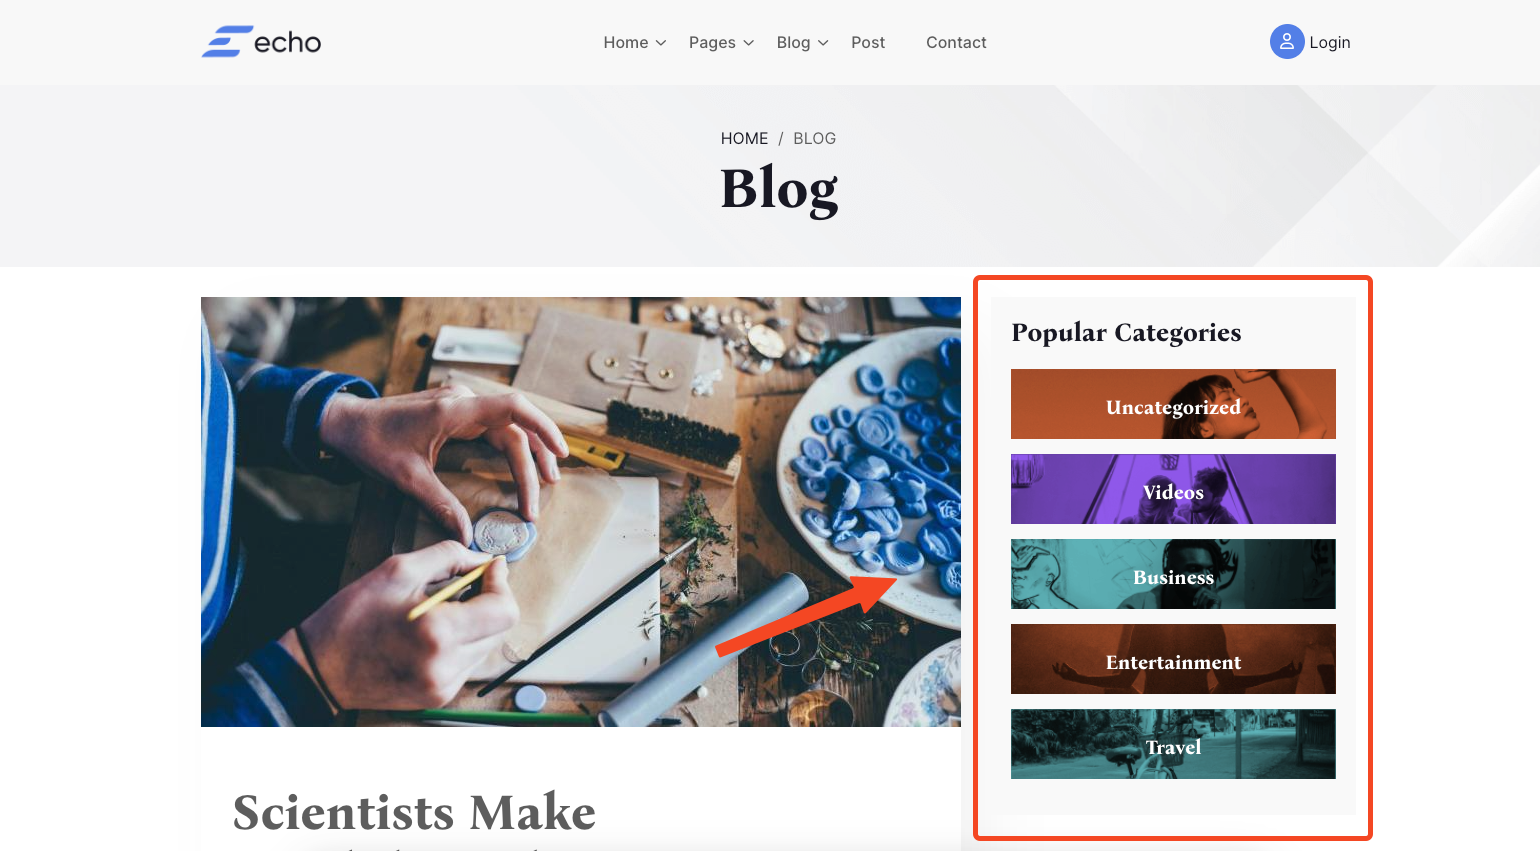 echo
Home
Pages
Blog
Post
Contact
Login
HOME / BLOG
Blog
Popular Categories
Uncategorized
Videos
Business
Entertainment
Travel
Scientists Make